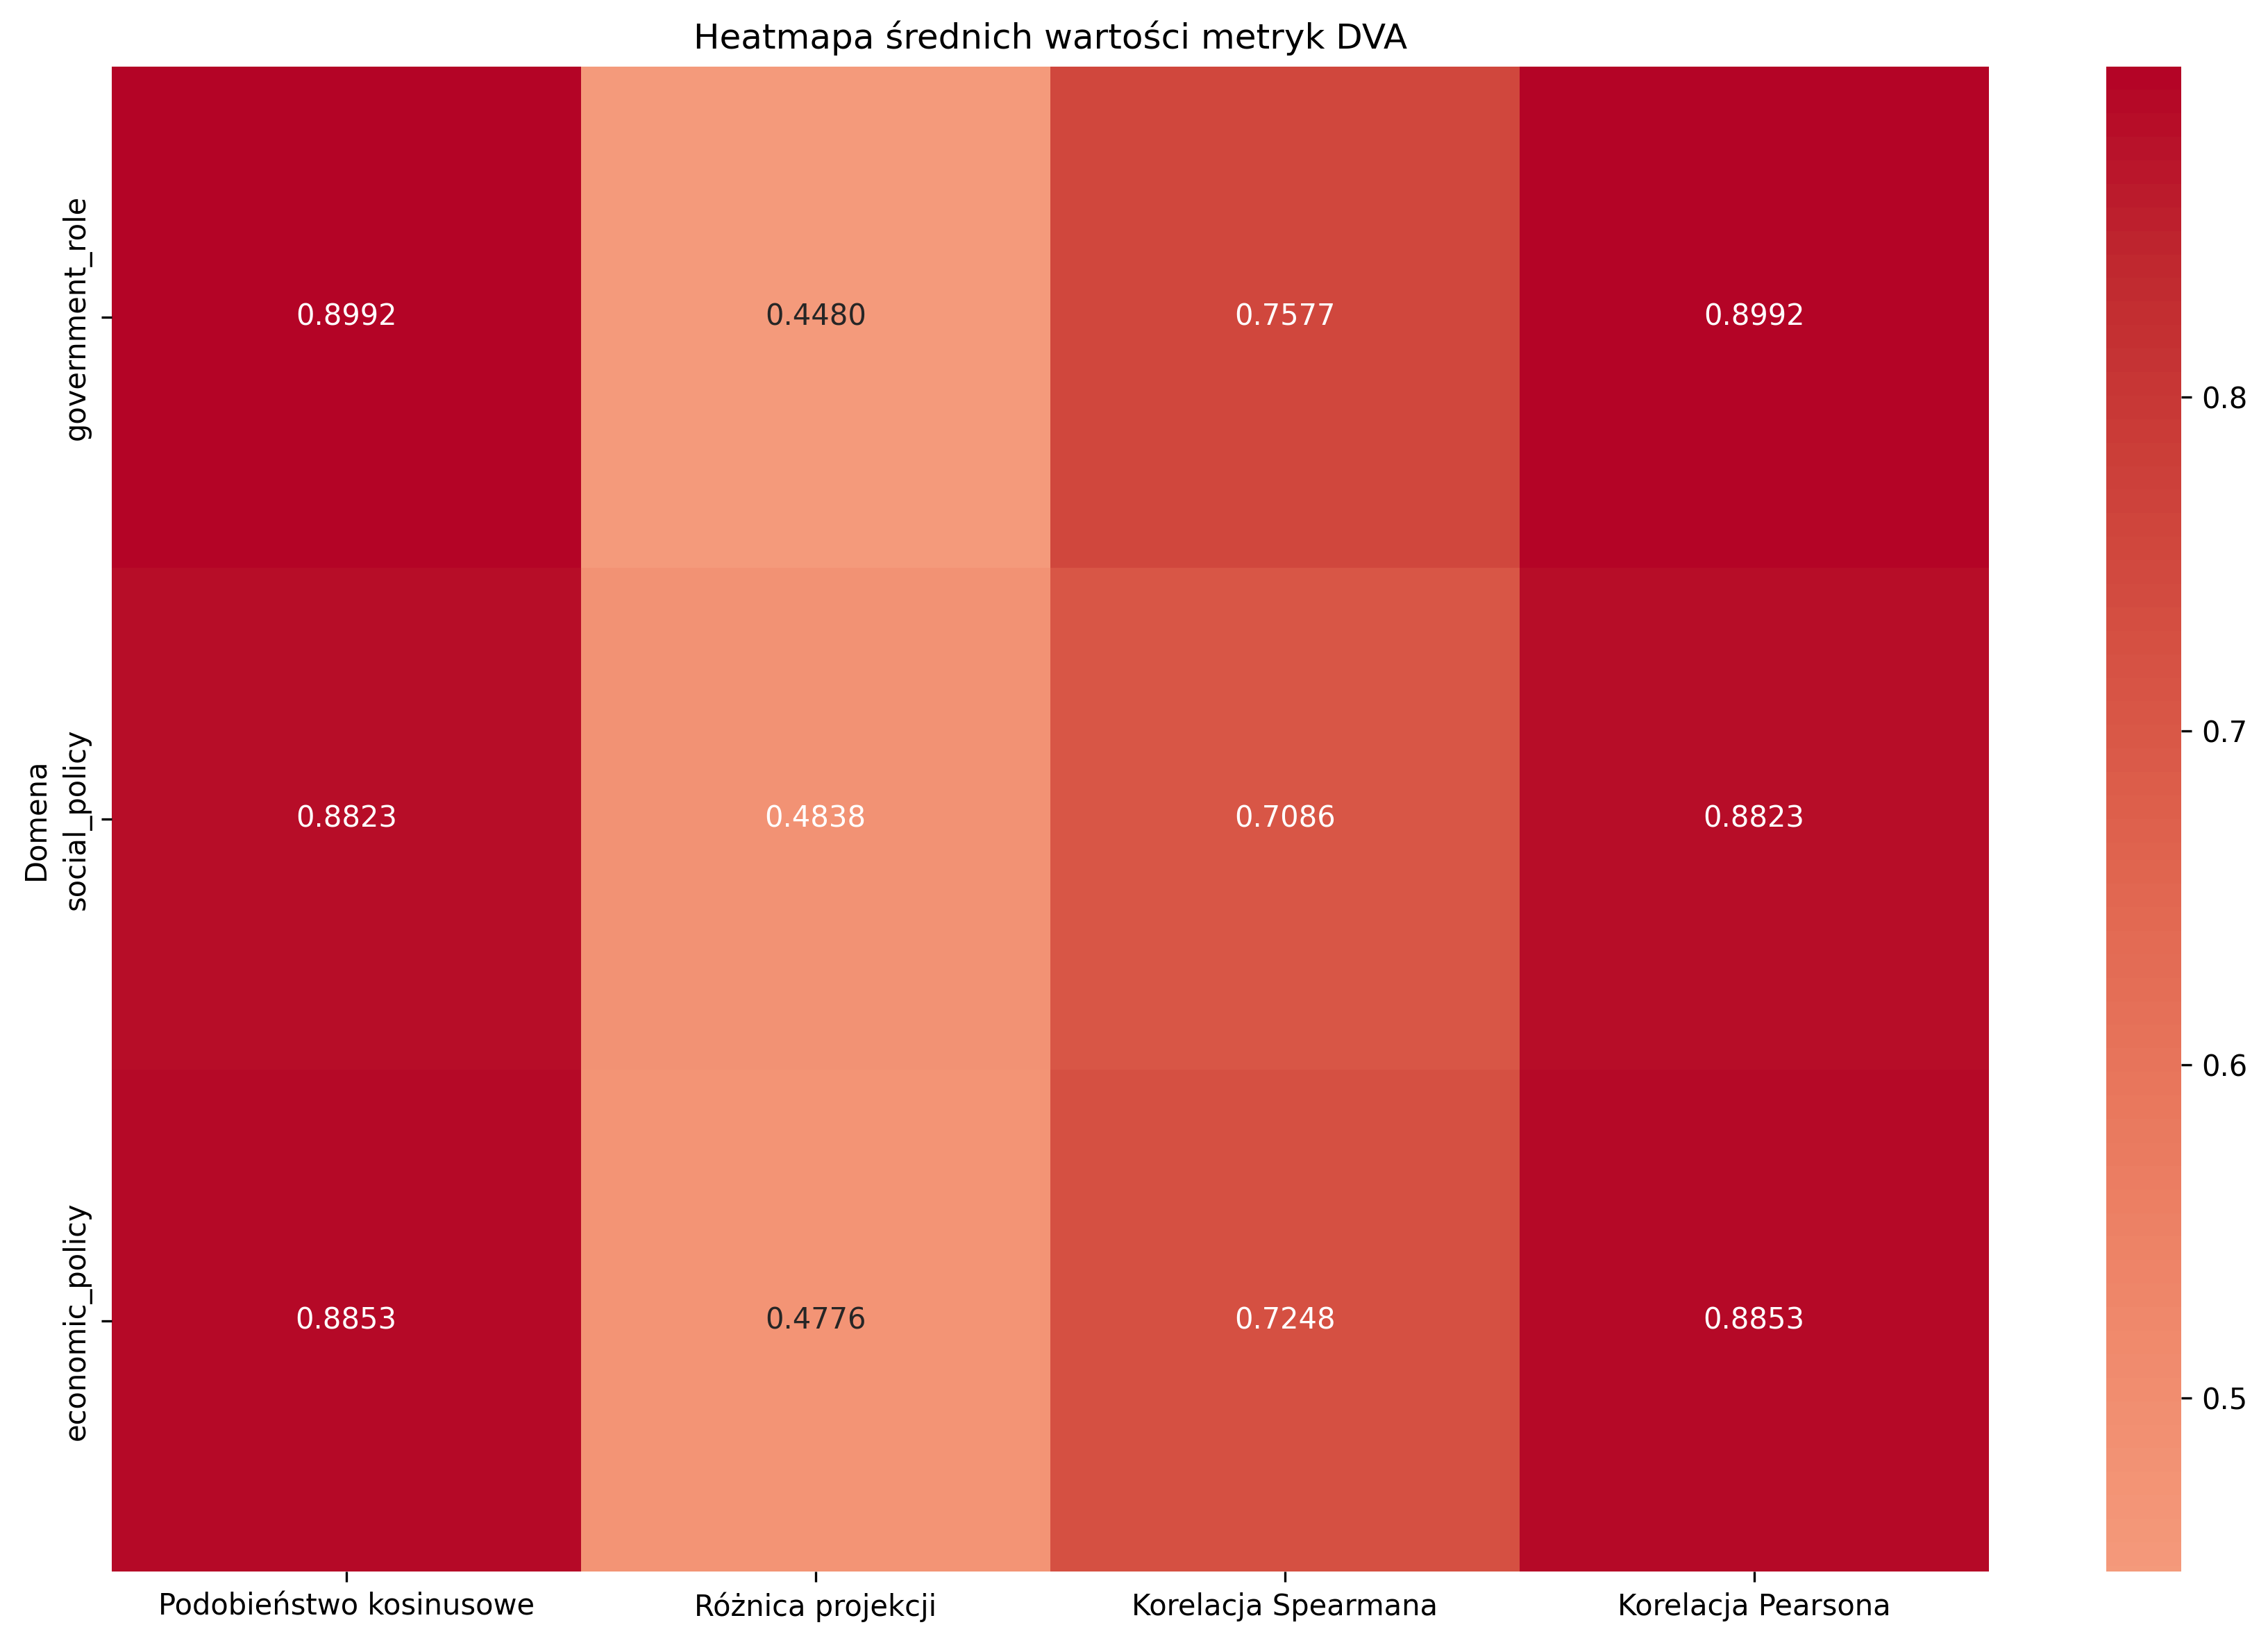 Heatmapa średnich wartości metryk DVA
Domena
government_role
0.8992
0.4480
0.7577
0.8992
social_policy
0.8823
0.4838
0.7086
0.8823
economic_policy
0.8853
0.4776
0.7248
0.8853
Podobieństwo kosinusowe
Różnica projekcji
Korelacja Spearmana
Korelacja Pearsona
0.8
0.7
0.6
0.5